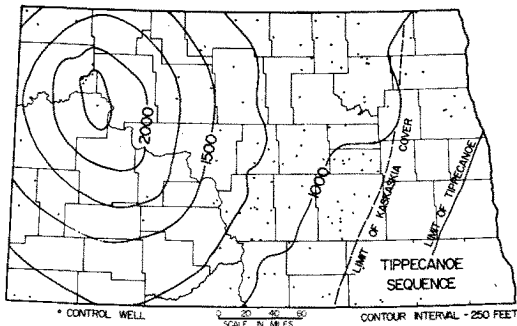 2000
1500
1000
LIMIT OF KASKASKIA COVER
LIMIT OF TIPPECANOE
TIPPECANOE
SEQUENCE
* CONTROL WELL
0 20 40 60
SCALE IN MILES
CONTOUR INTERVAL - 250 FEET